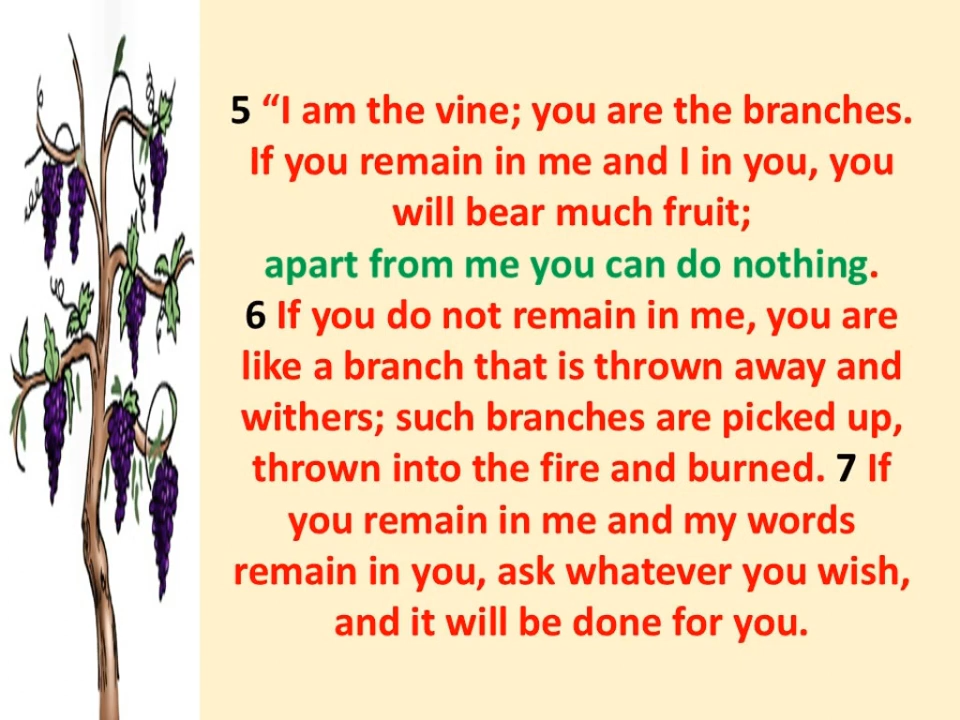 5 “I am the vine; you are the branches.
If you remain in me and I in you, you
will bear much fruit;
apart from me you can do nothing.
6 If you do not remain in me, you are
like a branch that is thrown away and
withers; such branches are picked up,
thrown into the fire and burned. 7 If
you remain in me and my words
remain in you, ask whatever you wish,
and it will be done for you.